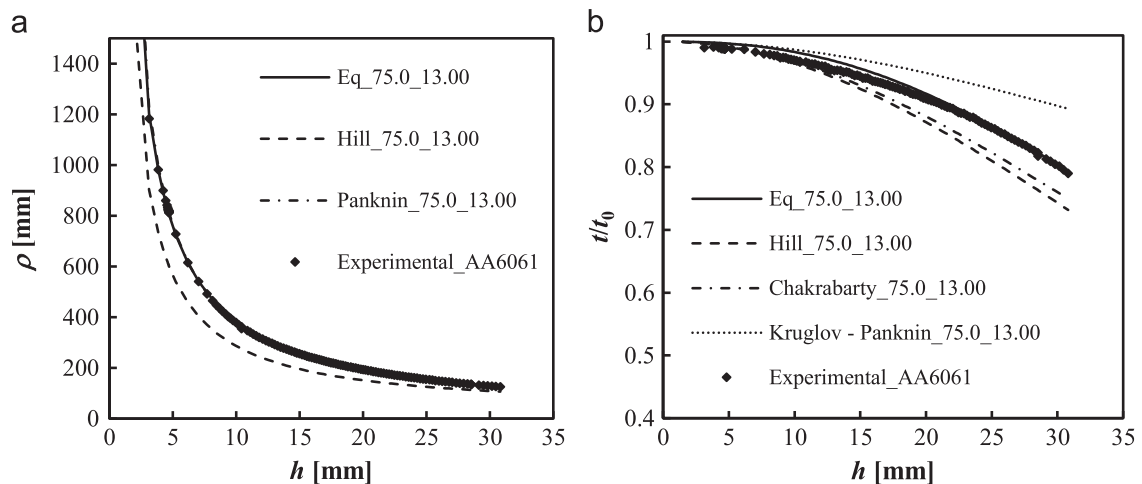 a
ρ [mm]
1400
1200
1000
800
600
400
200
0
0 5 10 15 20 25 30 35
h [mm]
Eq_75.0_13.00
Hill_75.0_13.00
Panknin_75.0_13.00
Experimental_AA6061
b
t/t0
1
0.9
0.8
0.7
0.6
0.5
0.4
0 5 10 15 20 25 30 35
h [mm]
Eq_75.0_13.00
Hill_75.0_13.00
Chakrabarty_75.0_13.00
Kruglov - Panknin_75.0_13.00
Experimental_AA6061